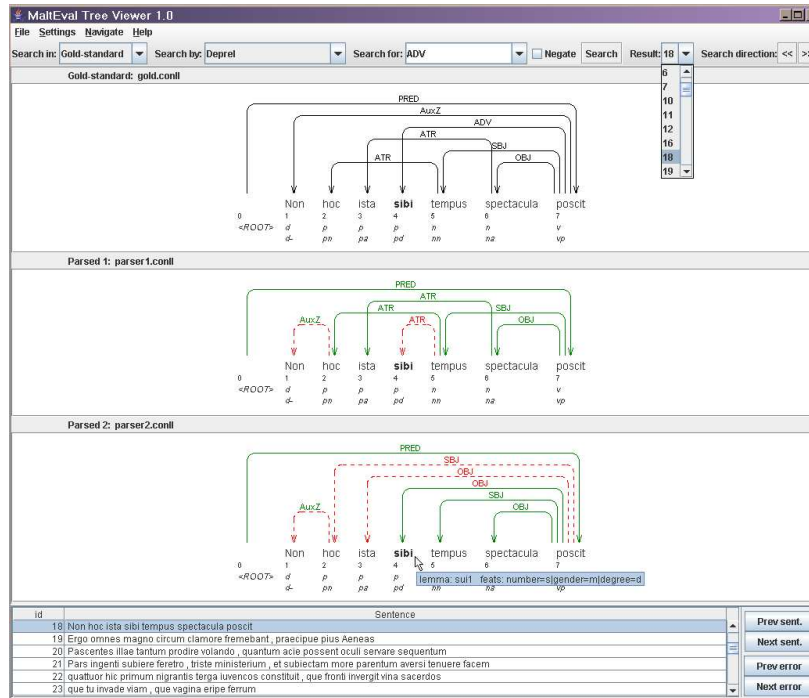 MaltEval Tree Viewer 1.0
File Settings Navigate Help
Search in: Gold-standard Search by: Deprel Search for: ADV Negate Search Result: 18 Search direction: << >>
6
7
10
11
12
16
18
19
Gold-standard: gold.conll
PRED
AuxZ
ADV
ATR
SBJ
ATR OBJ
Non hoc ista sibi tempus spectacula poscit
0 1 2 3 4 5 6 7
<ROOT> d p p p n n v
d- pn pa pd nn na vp
Parsed 1: parser1.conll
PRED
ATR
ATR SBJ
AuxZ ATR OBJ
Non hoc ista sibi tempus spectacula poscit
0 1 2 3 4 5 6 7
<ROOT> d p p p n n v
d- pn pa pd nn na vp
Parsed 2: parser2.conll
PRED
SBJ
OBJ
OBJ
SBJ
AuxZ OBJ
Non hoc ista sibi tempus spectacula poscit
0 1 2 3 4 5 6 7
<ROOT> d p p p
lemma: sui1 feats: number=s|gender=m|degree=d
d- pn pa pd nn na vp
id Sentence
18 Non hoc ista sibi tempus spectacula poscit
19 Ergo omnes magno circum clamore fremebant , praecipue pius Aeneas
20 Pascentes illae tantum prodire volando , quantum acie possent oculi servare sequentum
21 Pars ingenti subiere feretro , triste ministerium , et subiectam more parentum aversi tenuere facem
22 quattuor hic primum nigrantis terga iuvencos constituit , que fronti invergit vina sacerdos
23 que tu invade viam , que vagina eripe ferrum
Prev sent.
Next sent.
Prev error
Next error